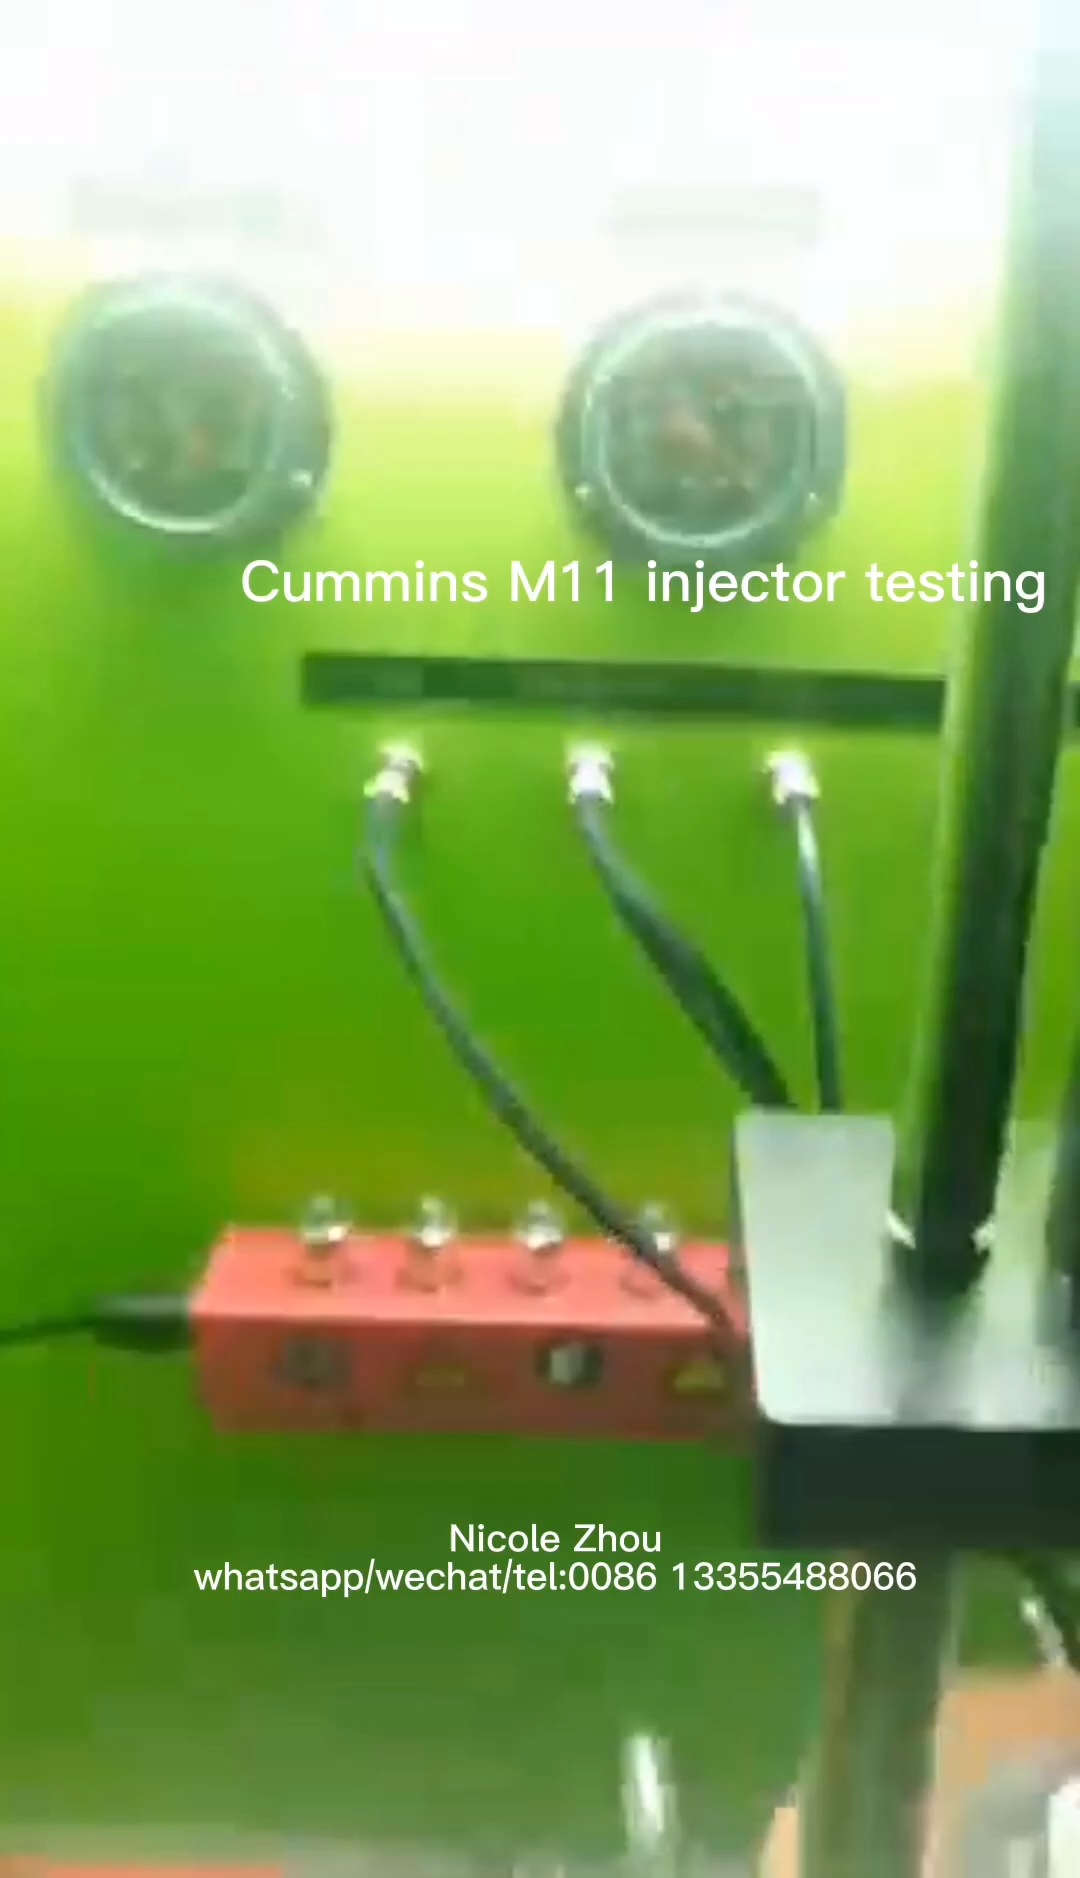 Cummins M11 injector testing
Nicole Zhou
whatsapp/wechat/tel:0086 13355488066